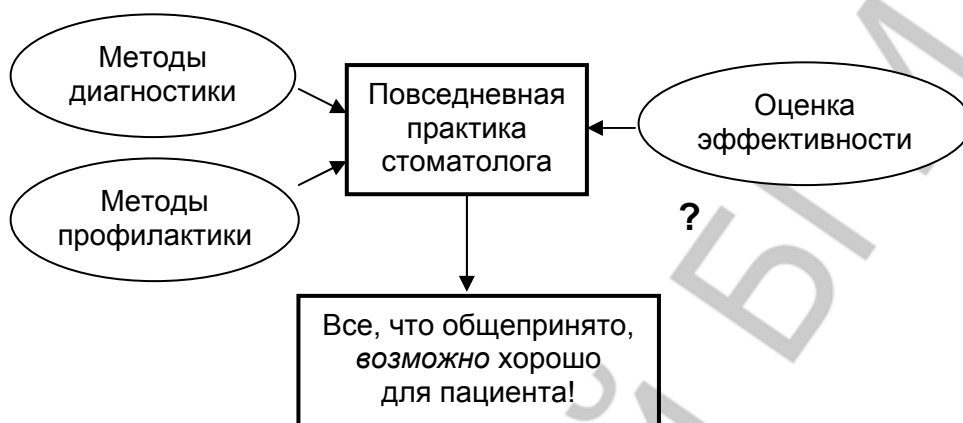 Методы
диагностики
Методы
профилактики
Повседневная
практика
стоматолога
Оценка
эффективности
?
Все, что общепринято,
возможно хорошо
для пациента!